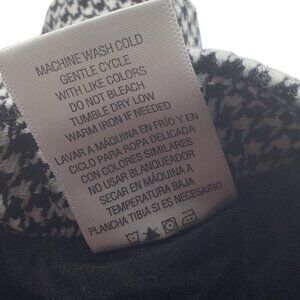 MACHINE WASH COLD
GENTLE CYCLE
WITH LIKE COLORS
DO NOT BLEACH
TUMBLE DRY LOW
WARM IRON IF NEEDED
LAVAR A MÁQUINA EN FRÍO Y EN
CICLO PARA ROPA DELICADA
CON COLORES SIMILARES
NO USAR BLANQUEADOR
SECAR EN MÁQUINA A
TEMPERATURA BAJA
PLANCHA TIBIA SI ES NECESARIO